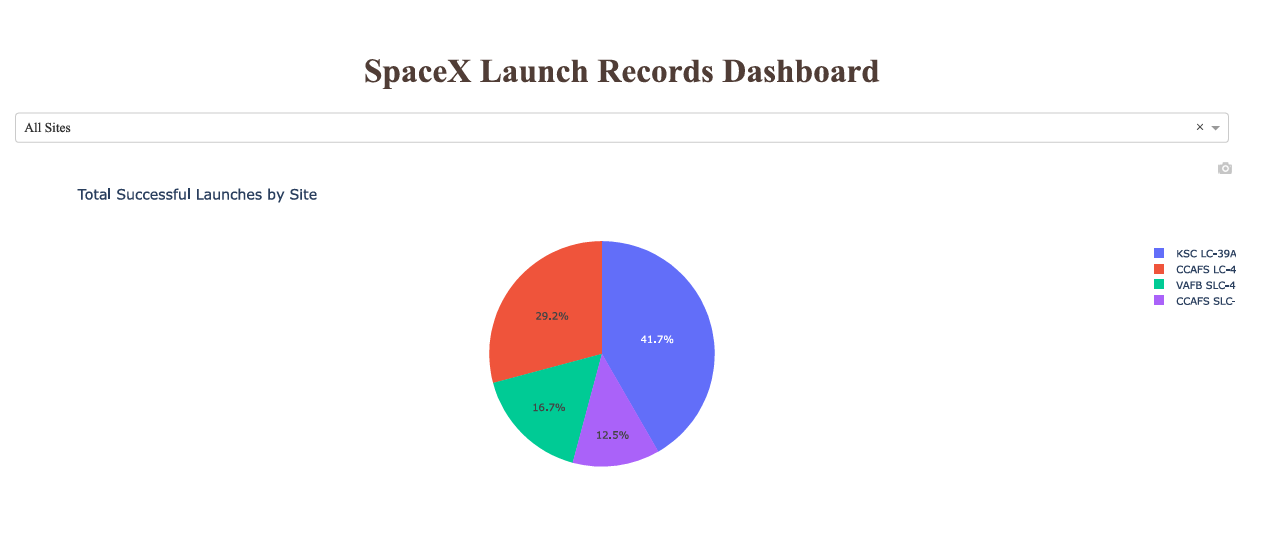 SpaceX Launch Records Dashboard
All Sites
×
Total Successful Launches by Site
KSC LC-39A
CCAFS LC-4
VAFB SLC-4
CCAFS SLC-
29.2%
41.7%
16.7%
12.5%